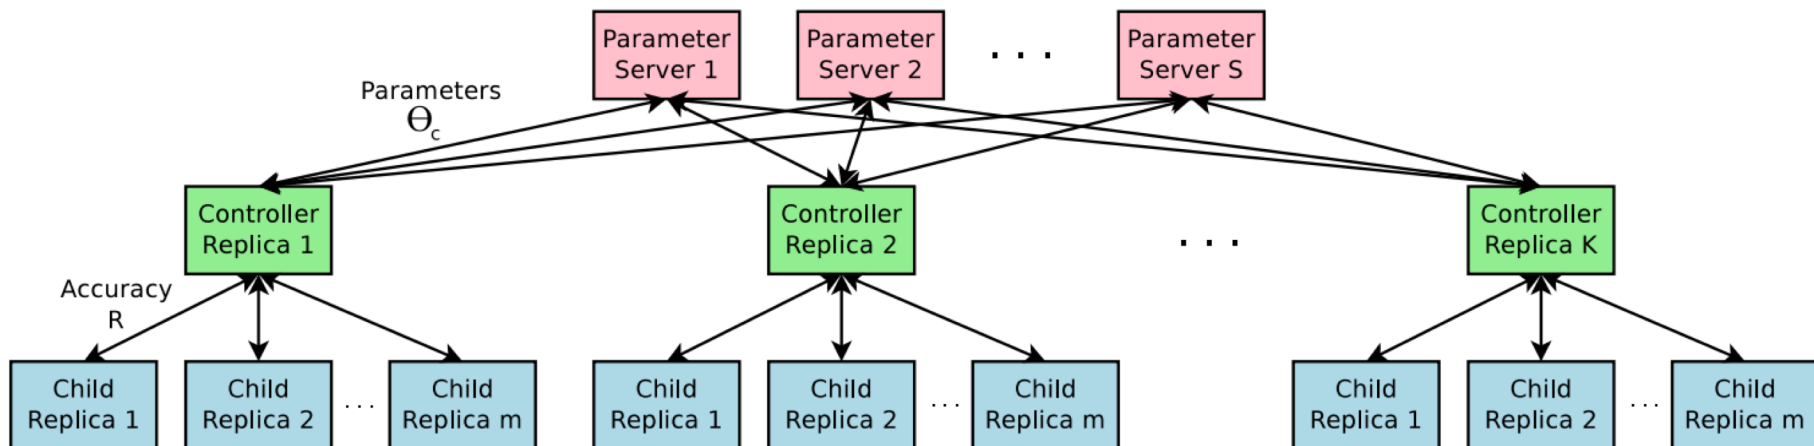 Parameter
Server 1
Parameter
Server 2
. . .
Parameter
Server S
Parameters
Θc
Controller
Replica 1
Controller
Replica 2
. . .
Controller
Replica K
Accuracy
R
Child
Replica 1
Child
Replica 2
. . .
Child
Replica m
Child
Replica 1
Child
Replica 2
. . .
Child
Replica m
Child
Replica 1
Child
Replica 2
. . .
Child
Replica m